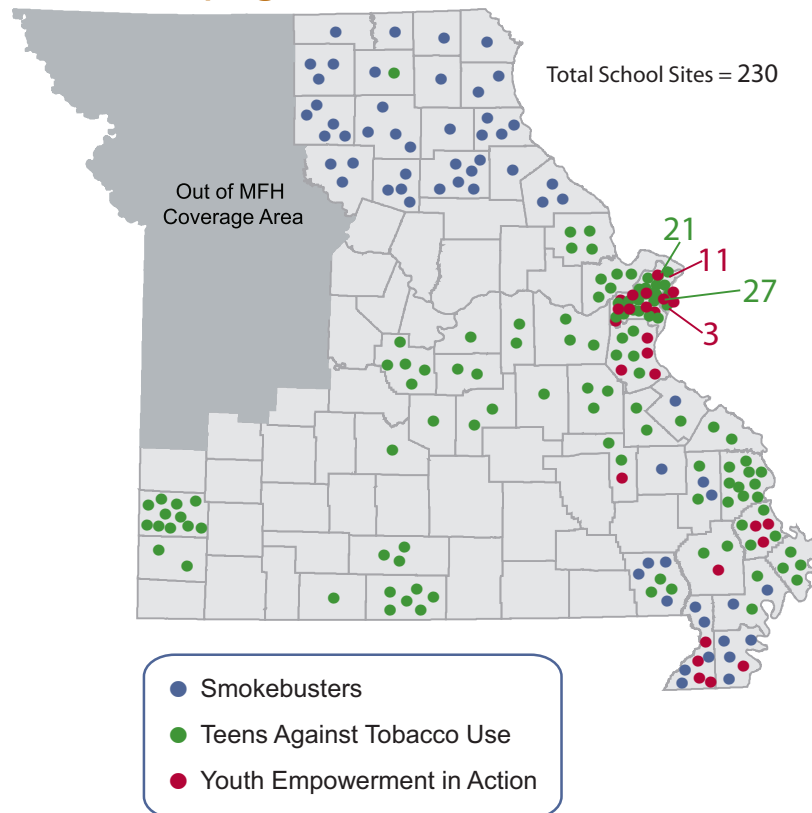 Total School Sites = 230
Out of MFH
Coverage Area
21
11
27
3
Smokebusters
Teens Against Tobacco Use
Youth Empowerment in Action